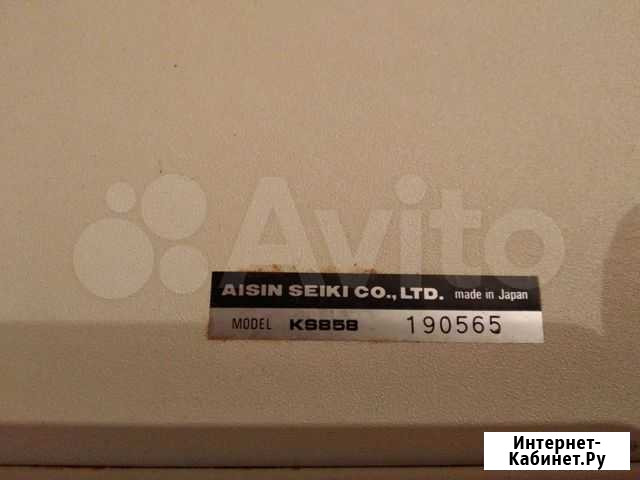 Avito
AISIN SEIKI CO., LTD. made in Japan
MODEL KS858 190565
Интернет-
Кабинет.Ру